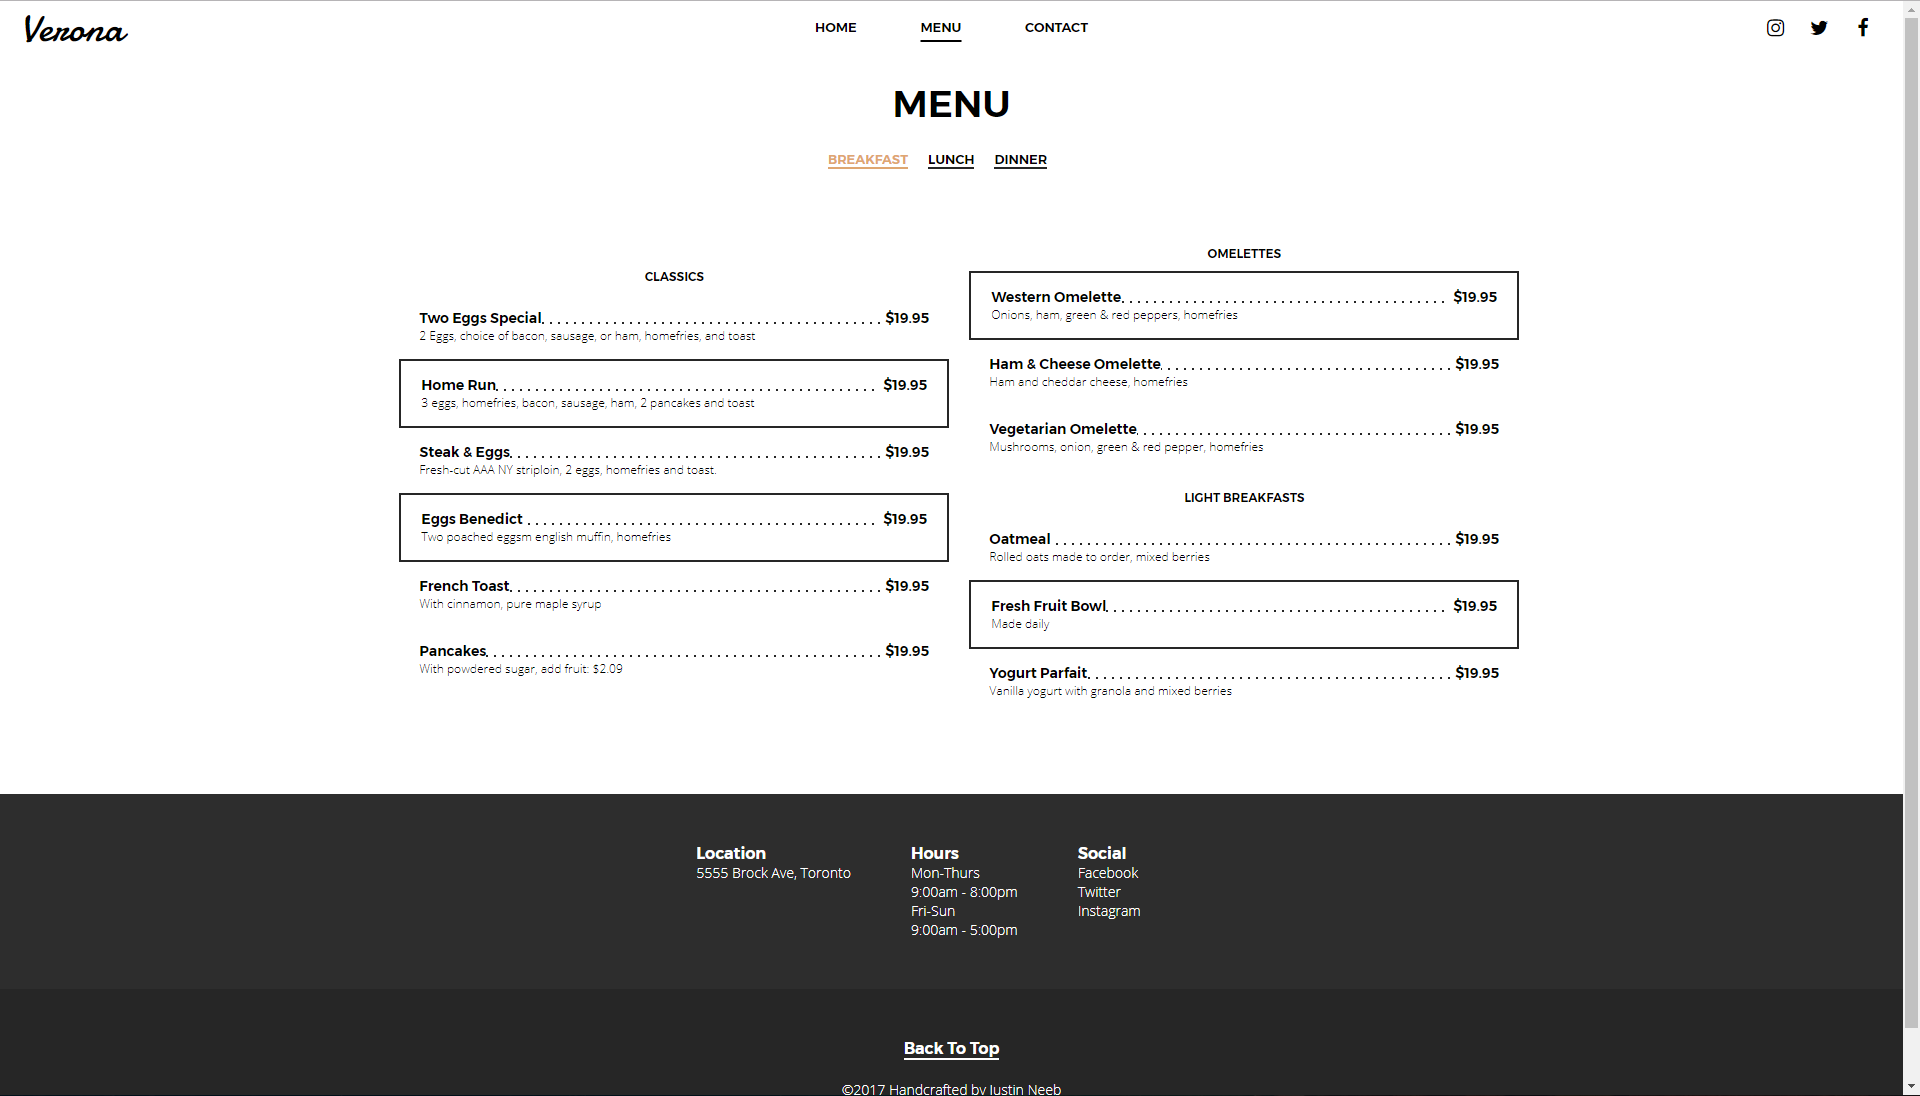 Verona
HOME MENU CONTACT
MENU
BREAKFAST LUNCH DINNER
CLASSICS
Two Eggs Special. . . . . . . . . . . . . . . . . . . . . . . . . . . . . . . . . . . . . . . . . . . $19.95
2 Eggs, choice of bacon, sausage, or ham, homefries, and toast
Home Run. . . . . . . . . . . . . . . . . . . . . . . . . . . . . . . . . . . . . . . . . . . . . . . . $19.95
3 eggs, homefries, bacon, sausage, ham, 2 pancakes and toast
Steak & Eggs. . . . . . . . . . . . . . . . . . . . . . . . . . . . . . . . . . . . . . . . . . . . . . . $19.95
Fresh-cut AAA NY striploin, 2 eggs, homefries and toast.
Eggs Benedict . . . . . . . . . . . . . . . . . . . . . . . . . . . . . . . . . . . . . . . . . . . . $19.95
Two poached eggsm english muffin, homefries
French Toast. . . . . . . . . . . . . . . . . . . . . . . . . . . . . . . . . . . . . . . . . . . . . . . $19.95
With cinnamon, pure maple syrup
Pancakes. . . . . . . . . . . . . . . . . . . . . . . . . . . . . . . . . . . . . . . . . . . . . . . . . . $19.95
With powdered sugar, add fruit: $2.09
OMELETTES
Western Omelette. . . . . . . . . . . . . . . . . . . . . . . . . . . . . . . . . . . . . . . . . $19.95
Onions, ham, green & red peppers, homefries
Ham & Cheese Omelette. . . . . . . . . . . . . . . . . . . . . . . . . . . . . . . . . . . . . $19.95
Ham and cheddar cheese, homefries
Vegetarian Omelette. . . . . . . . . . . . . . . . . . . . . . . . . . . . . . . . . . . . . . . . $19.95
Mushrooms, onion, green & red pepper, homefries
LIGHT BREAKFASTS
Oatmeal . . . . . . . . . . . . . . . . . . . . . . . . . . . . . . . . . . . . . . . . . . . . . . . . . . $19.95
Rolled oats made to order, mixed berries
Fresh Fruit Bowl. . . . . . . . . . . . . . . . . . . . . . . . . . . . . . . . . . . . . . . . . . . $19.95
Made daily
Yogurt Parfait. . . . . . . . . . . . . . . . . . . . . . . . . . . . . . . . . . . . . . . . . . . . . . $19.95
Vanilla yogurt with granola and mixed berries
Location
5555 Brock Ave, Toronto
Hours
Mon-Thurs
9:00am - 8:00pm
Fri-Sun
9:00am - 5:00pm
Social
Facebook
Twitter
Instagram
Back To Top
©2017 Handcrafted by Justin Neeb